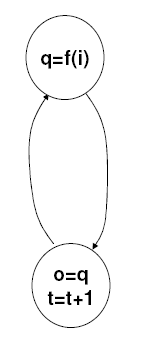 q=f(i)
o=q
t=t+1